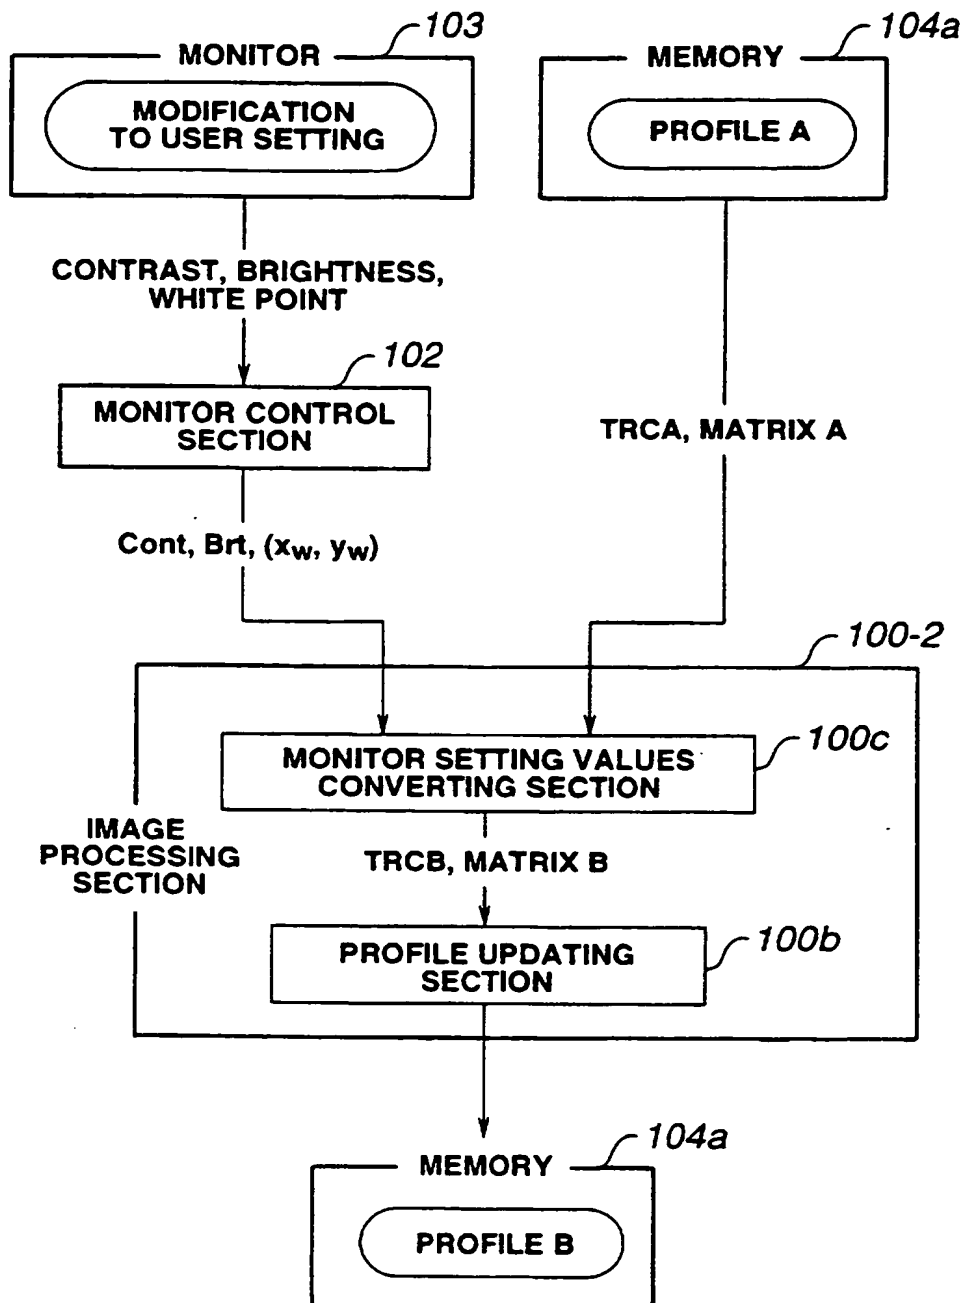 103
MONITOR
MODIFICATION
TO USER SETTING
104a
MEMORY
PROFILE A
CONTRAST, BRIGHTNESS,
WHITE POINT
102
MONITOR CONTROL
SECTION
TRCA, MATRIX A
Cont, Brt, (xw, yw)
100-2
100c
MONITOR SETTING VALUES
CONVERTING SECTION
IMAGE
PROCESSING
SECTION
TRCB, MATRIX B
100b
PROFILE UPDATING
SECTION
104a
MEMORY
PROFILE B